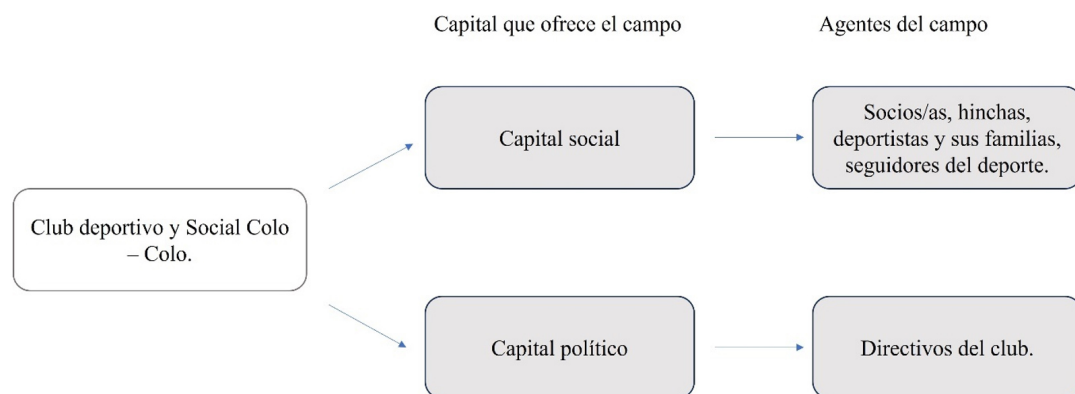 Capital que ofrece el campo
Agentes del campo
Capital social
Socios/as, hinchas,
deportistas y sus familias,
seguidores del deporte.
Club deportivo y Social Colo
– Colo.
Capital político
Directivos del club.